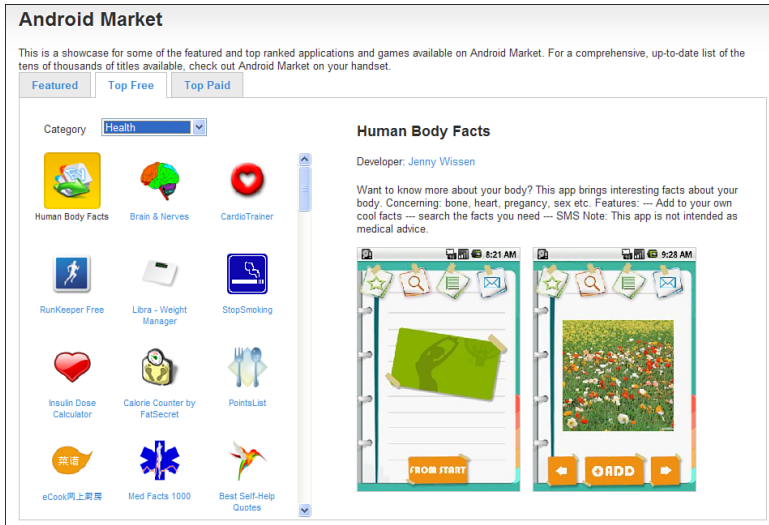 Android Market
This is a showcase for some of the featured and top ranked applications and games available on Android Market. For a comprehensive, up-to-date list of the
tens of thousands of titles available, check out Android Market on your handset.
Featured
Top Free
Top Paid
Category
Health
Human Body Facts
Brain & Nerves
CardioTrainer
RunKeeper Free
Libra - Weight
Manager
StopSmoking
Insulin Dose
Calculator
Calorie Counter by
FatSecret
PointsList
菜谱
eCook网上厨房
Med Facts 1000
Best Self-Help
Quotes
Human Body Facts
Developer: Jenny Wissen
Want to know more about your body? This app brings interesting facts about your
body. Concerning: bone, heart, pregancy, sex etc. Features: --- Add to your own
cool facts --- search the facts you need --- SMS Note: This app is not intended as
medical advice.
8:21 AM
FROM START
9:28 AM
ADD